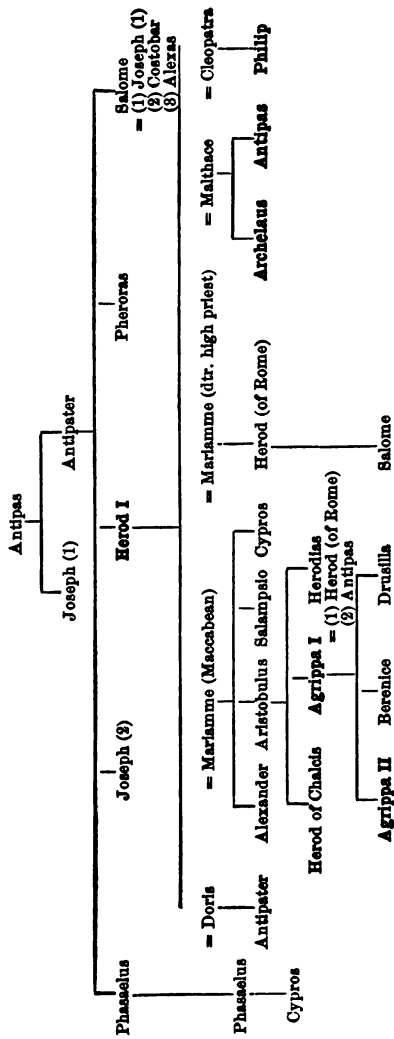 Antipas
Joseph (1) Antipater
Phasaelus Joseph (2) Herod I Pheroras Salome
= (1) Joseph (1)
(2) Costobar
(3) Alexas
= Doris = Mariamme (Maccabean) = Mariamme (dtr. high priest) = Malthace = Cleopatra
Phasaelus Antipater Alexander Aristobulus Salampsio Cypros Herod (of Rome) Archelaus Antipas Philip
Cypros
Herod of Chalcis Agrippa I Herodias
= (1) Herod (of Rome)
(2) Antipas
Agrippa II Berenice Drusilla Salome